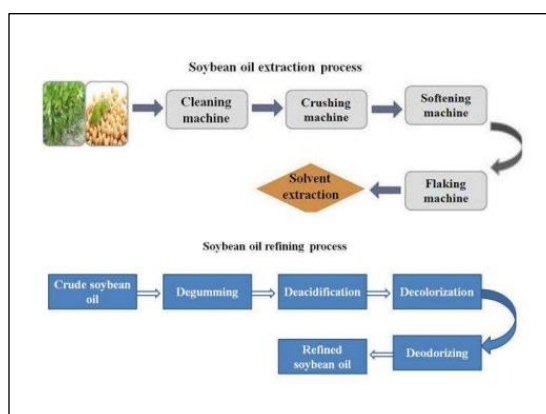 Soybean oil extraction process
Cleaning
machine
Crushing
machine
Softening
machine
Flaking
machine
Solvent
extraction
Soybean oil refining process
Crude soybean
oil
Degumming
Deacidification
Decolorization
Deodorizing
Refined
soybean oil